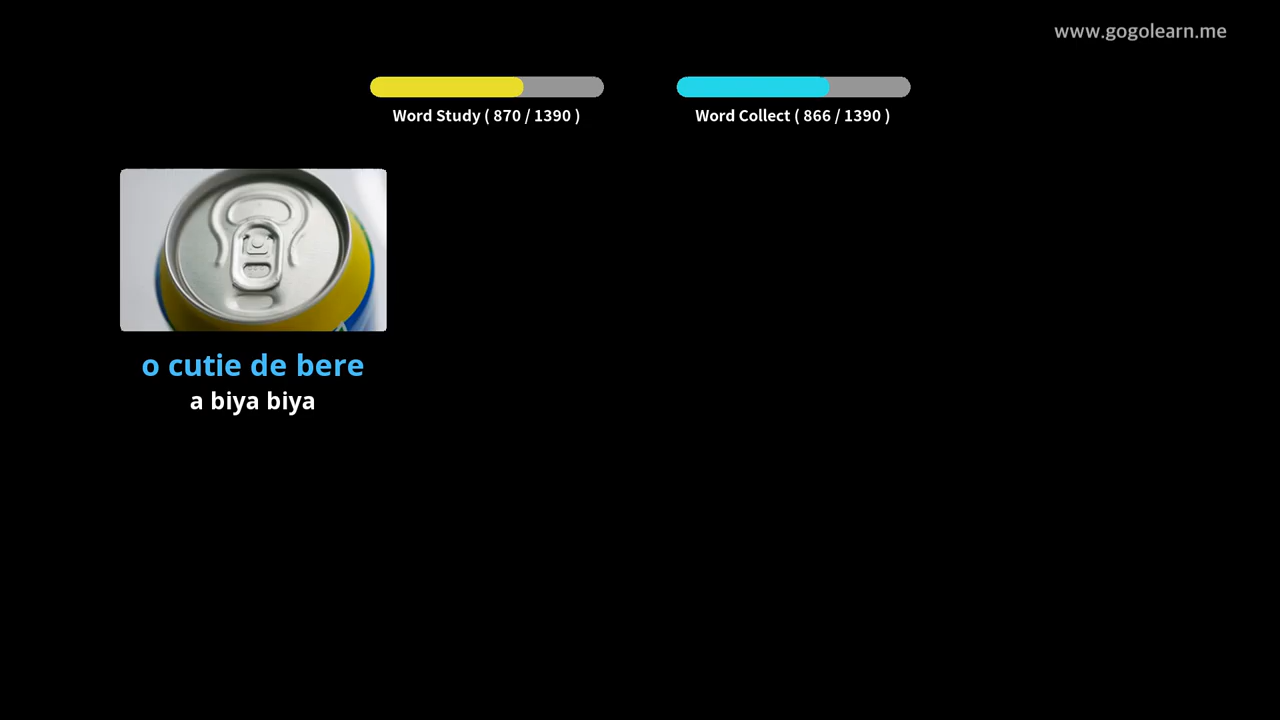 www.gogolearn.me
Word Study ( 870 / 1390 )
Word Collect ( 866 / 1390 )
o cutie de bere
a biya biya